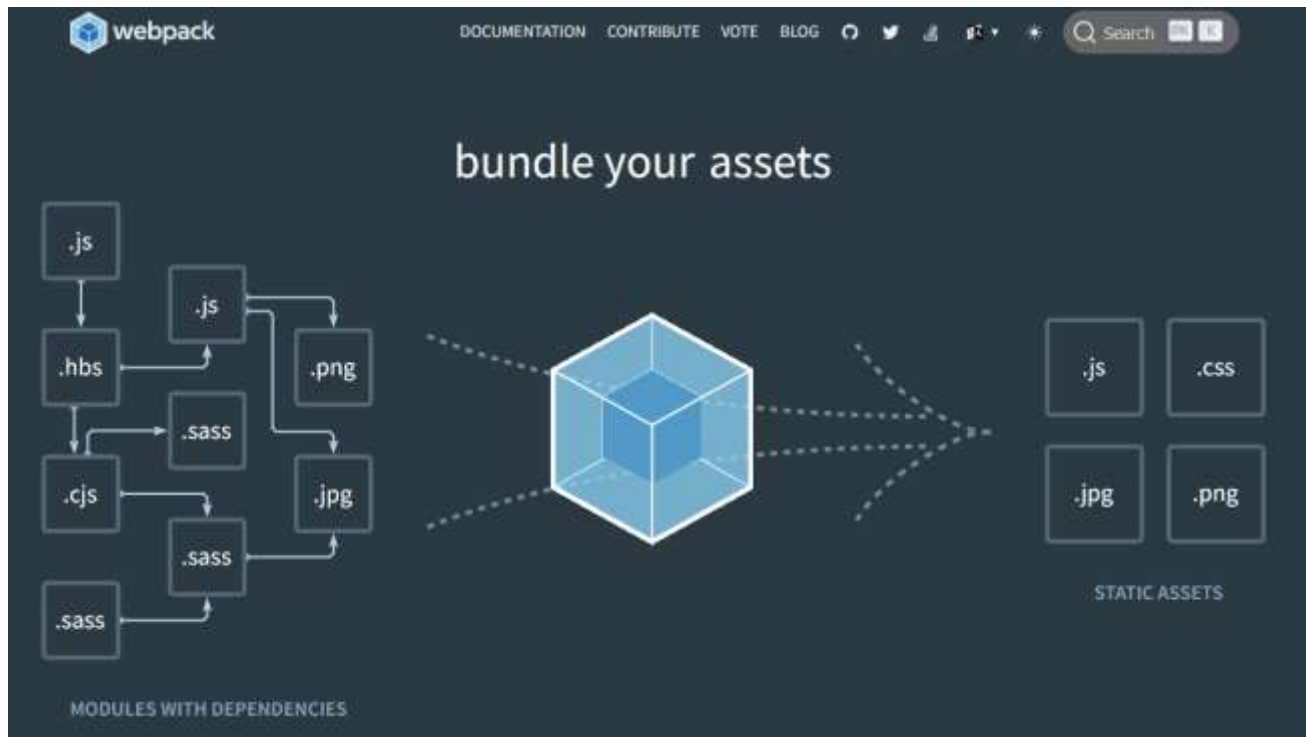 webpack
DOCUMENTATION CONTRIBUTE VOTE BLOG
Search
bundle your assets
.js
.js
.hbs
.png
.sass
.cjs
.jpg
.sass
.sass
MODULES WITH DEPENDENCIES
.js .css
.jpg .png
STATIC ASSETS